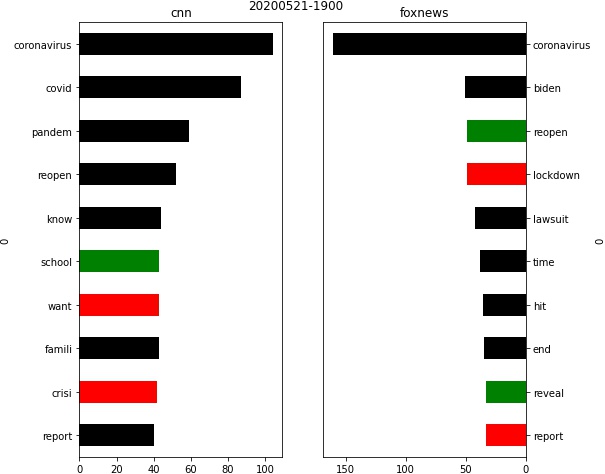 20200521-1900
cnn
foxnews
coronavirus
covid
pandem
reopen
know
school
want
famili
crisi
report
0
0 20 40 60 80 100
coronavirus
biden
reopen
lockdown
lawsuit
time
hit
end
reveal
report
0
150 100 50 0